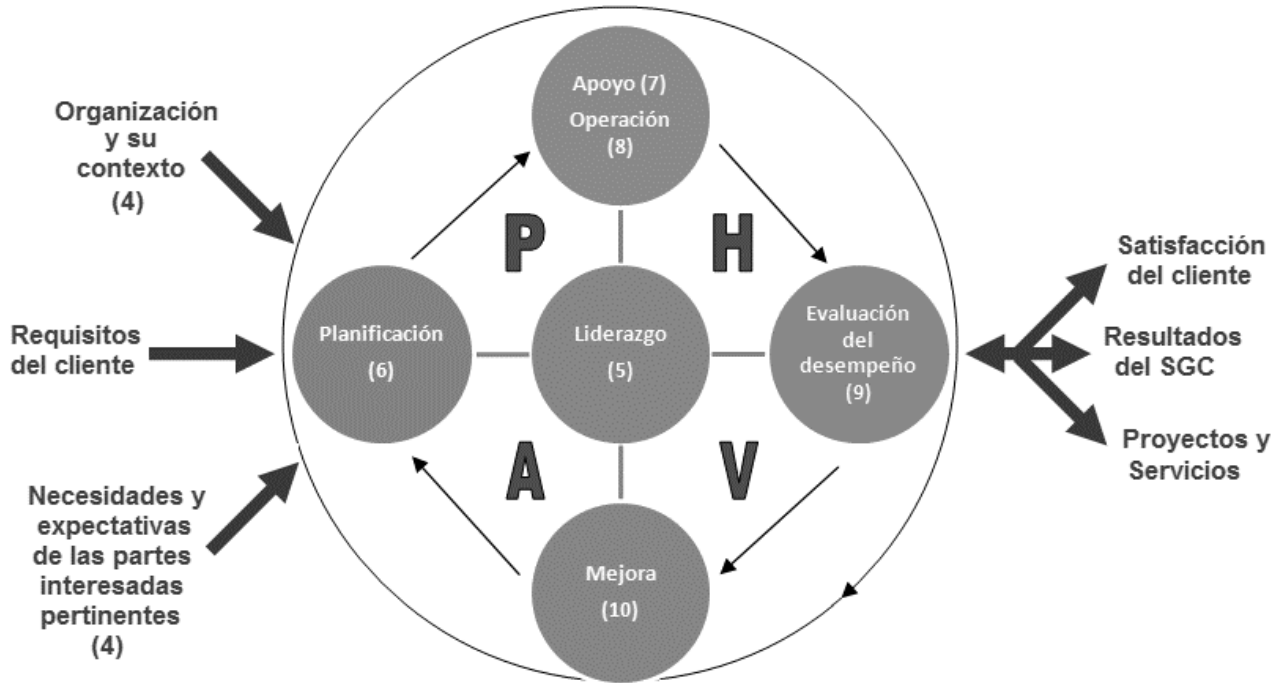 Organización
y su
contexto
(4)
Requisitos
del cliente
Necesidades y
expectativas
de las partes
interesadas
pertinentes
(4)
Apoyo (7)
Operación
(8)
P
H
Planificación
(6)
Liderazgo
(5)
Evaluación
del
desempeño
(9)
A
V
Mejora
(10)
Satisfacción
del cliente
Resultados
del SGC
Proyectos y
Servicios